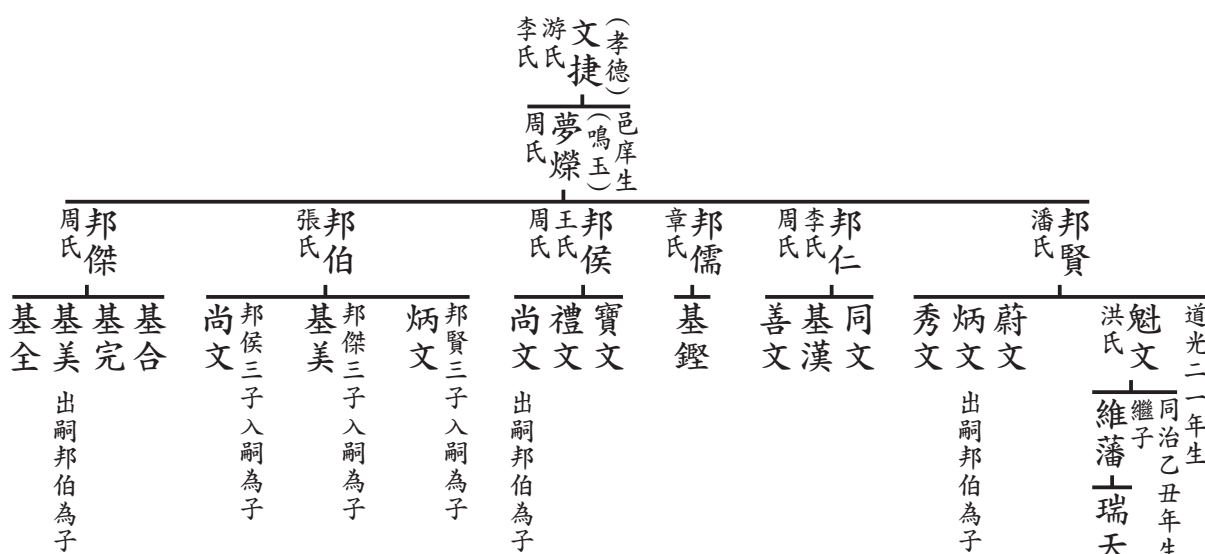 (孝德)
文捷
游氏
李氏
邑庠生
(鳴玉)
夢爃
周氏
邦賢
潘氏
邦仁
李氏
周氏
邦儒
章氏
邦侯
王氏
周氏
邦伯
張氏
邦傑
周氏
道光二一年生
魁文
洪氏
蔚文
炳文 出嗣邦伯為子
秀文
同文
基漢
善文
基鏗
寶文
禮文
尚文 出嗣邦伯為子
邦賢三子入嗣為子
炳文
邦傑三子入嗣為子
基美
邦侯三子入嗣為子
尚文
基合
基完
基美 出嗣邦伯為子
基全
同治乙丑年生
繼子
維藩
瑞天